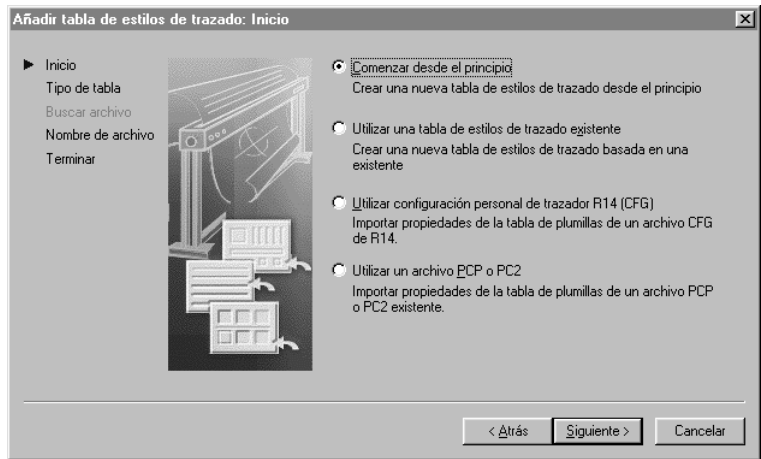 Añadir tabla de estilos de trazado: Inicio
Inicio
Tipo de tabla
Buscar archivo
Nombre de archivo
Terminar
Comenzar desde el principio
Crear una nueva tabla de estilos de trazado desde el principio
Utilizar una tabla de estilos de trazado existente
Crear una nueva tabla de estilos de trazado basada en una
existente
Utilizar configuración personal de trazador R14 (CFG)
Importar propiedades de la tabla de plumillas de un archivo CFG
de R14.
Utilizar un archivo PCP o PC2
Importar propiedades de la tabla de plumillas de un archivo PCP
o PC2 existente.
< Atrás
Siguiente >
Cancelar